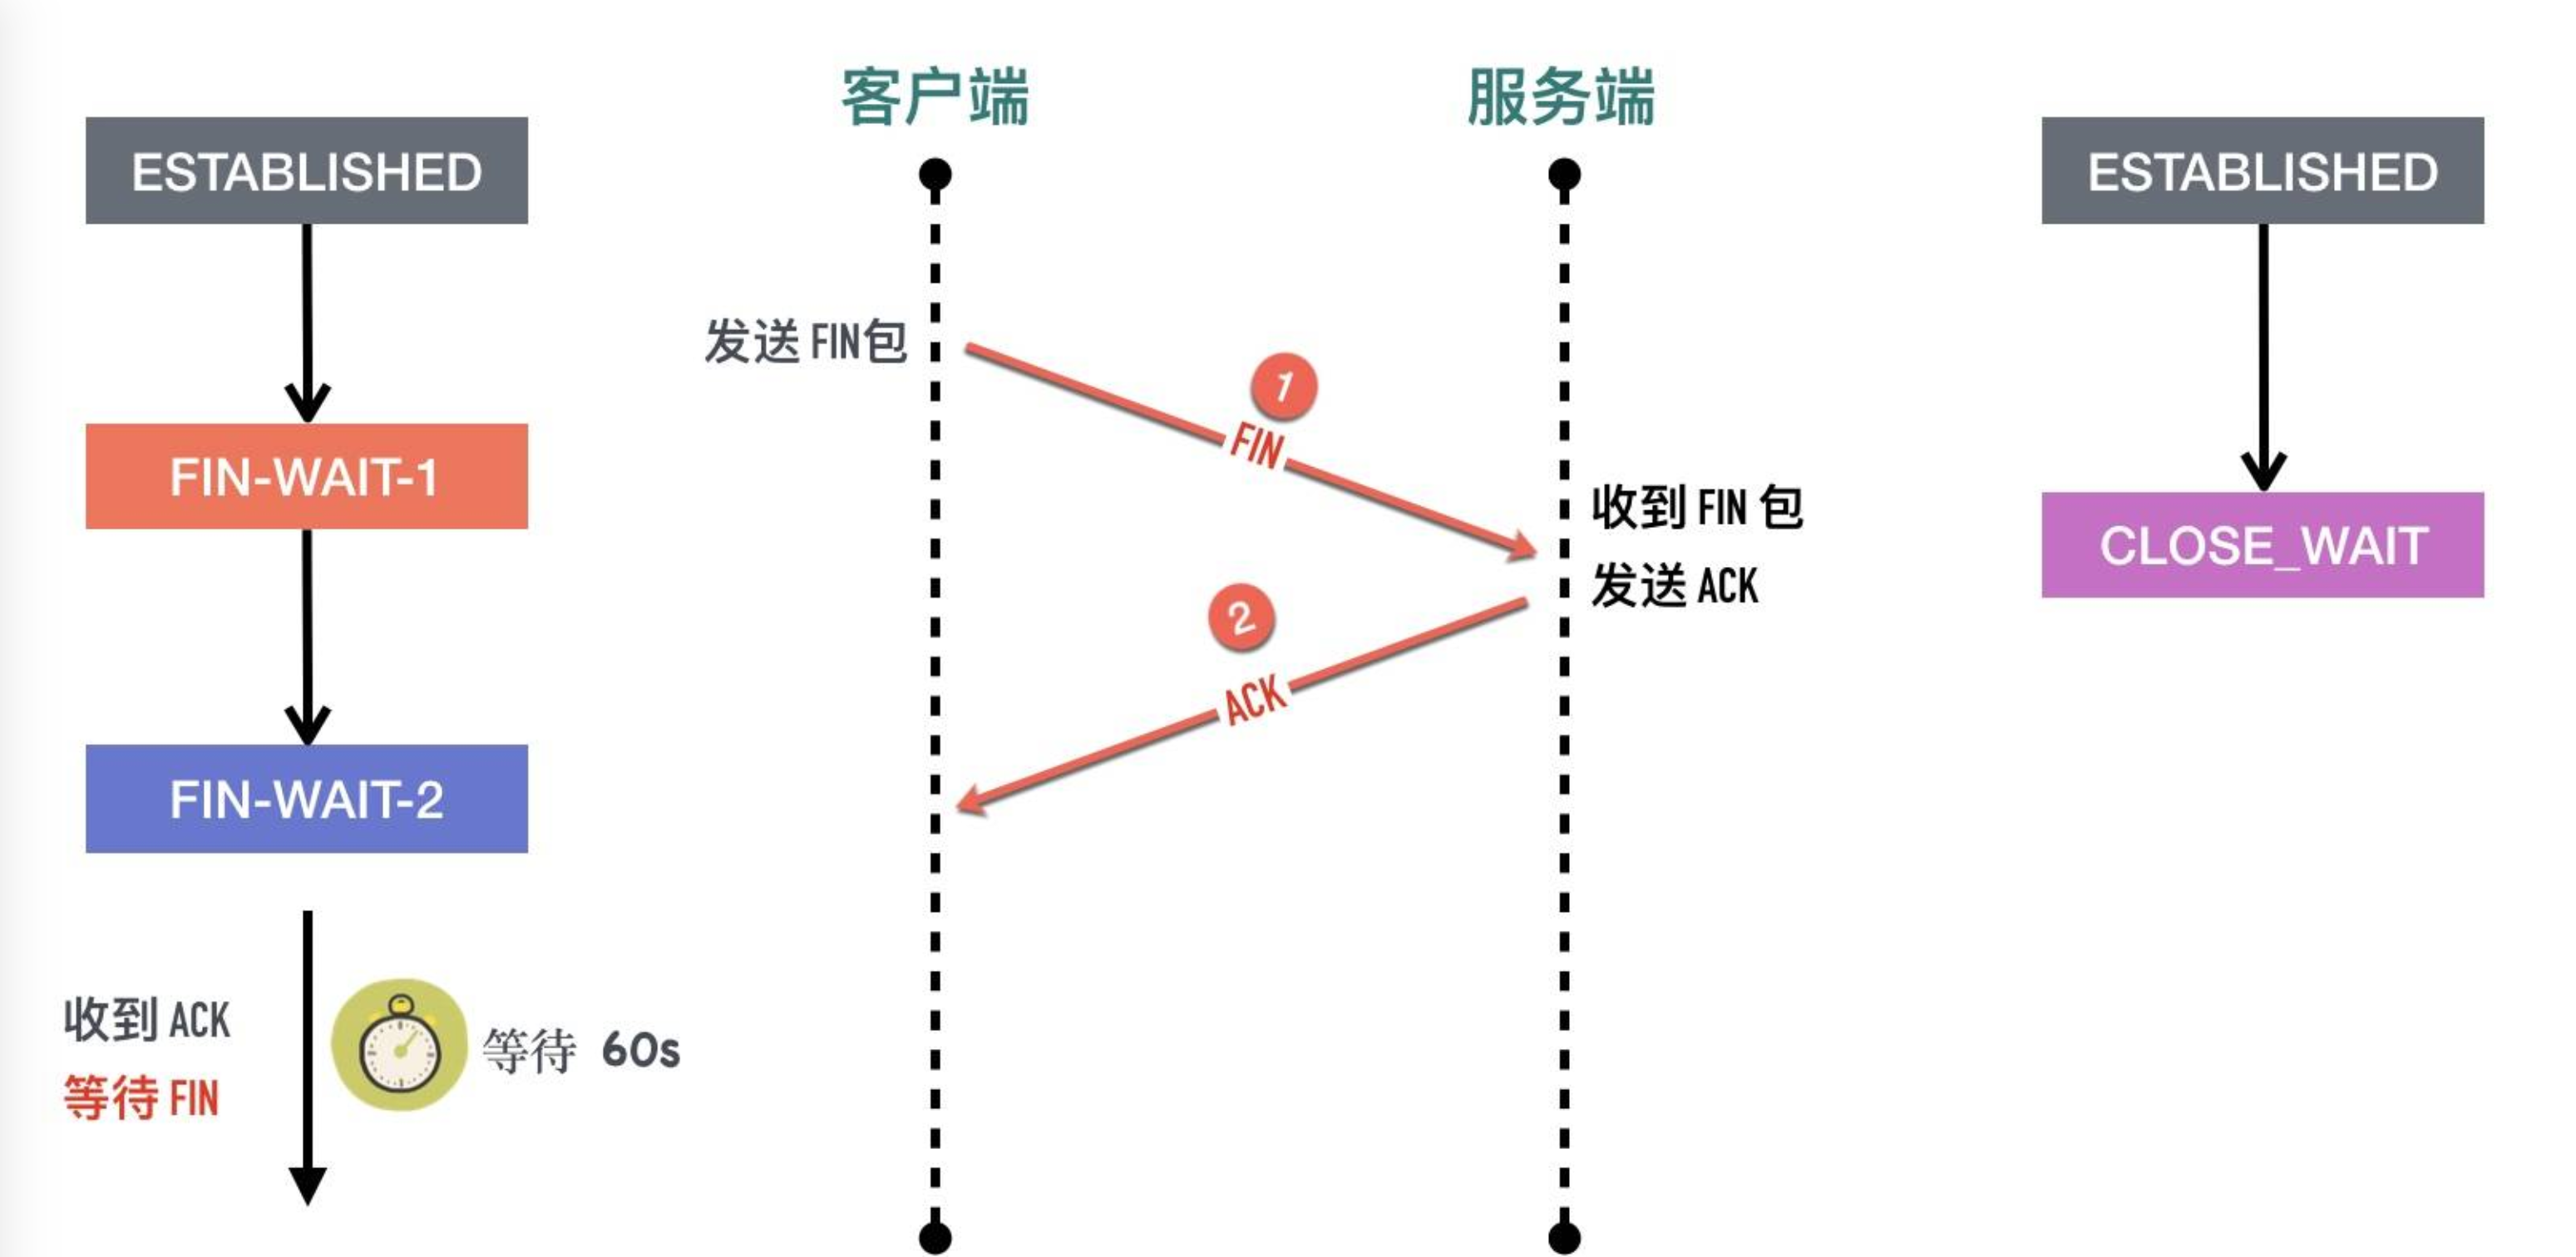 客户端
服务端
ESTABLISHED
ESTABLISHED
发送 FIN包
1
FIN
FIN-WAIT-1
收到 FIN 包
CLOSE_WAIT
发送 ACK
2
ACK
FIN-WAIT-2
收到 ACK
等待 60s
等待 FIN